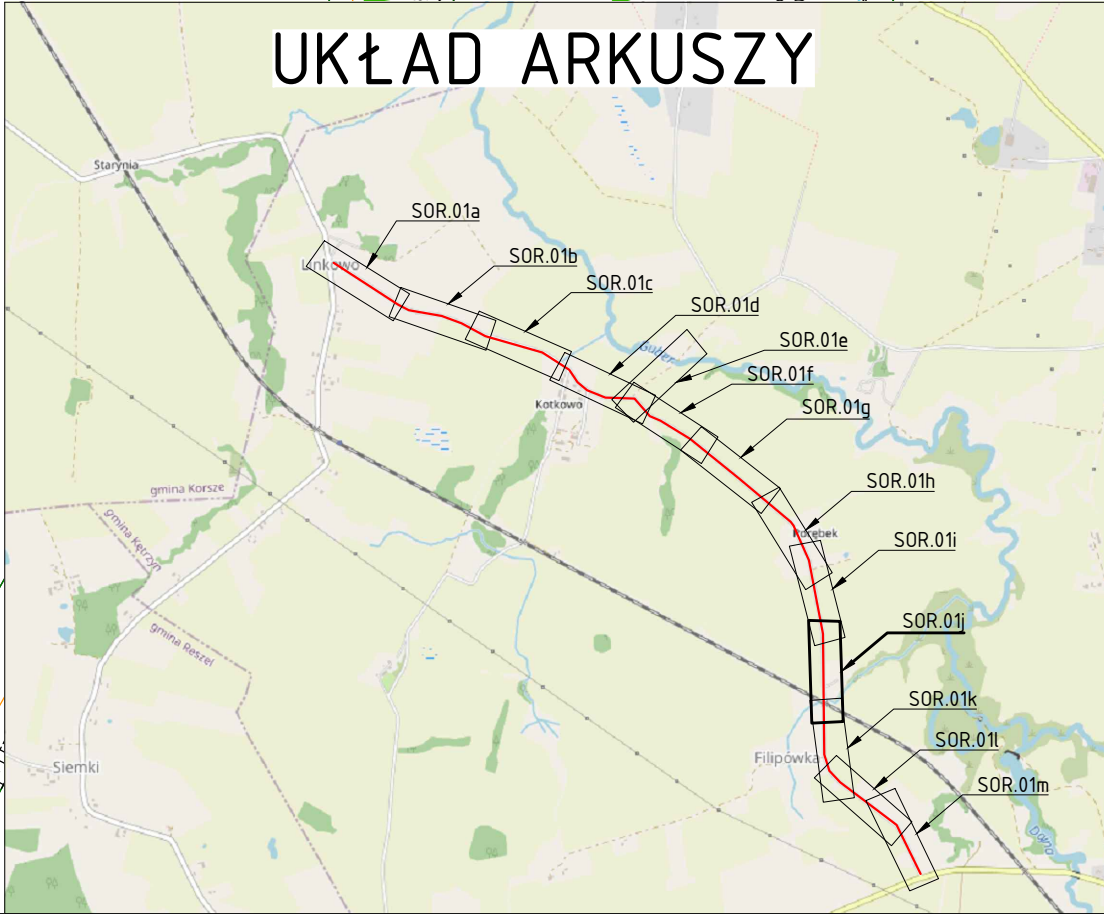 UKŁAD ARKUSZY
Starynia
SOR.01a
Linkowo
SOR.01b
SOR.01c
SOR.01d
Guber
SOR.01e
SOR.01f
Kotkowo
SOR.01g
gmina Korsze
SOR.01h
gmina Kętrzyn
Porębek
SOR.01i
SOR.01j
gmina Reszel
SOR.01k
SOR.01l
Filipówka
Siemki
SOR.01m